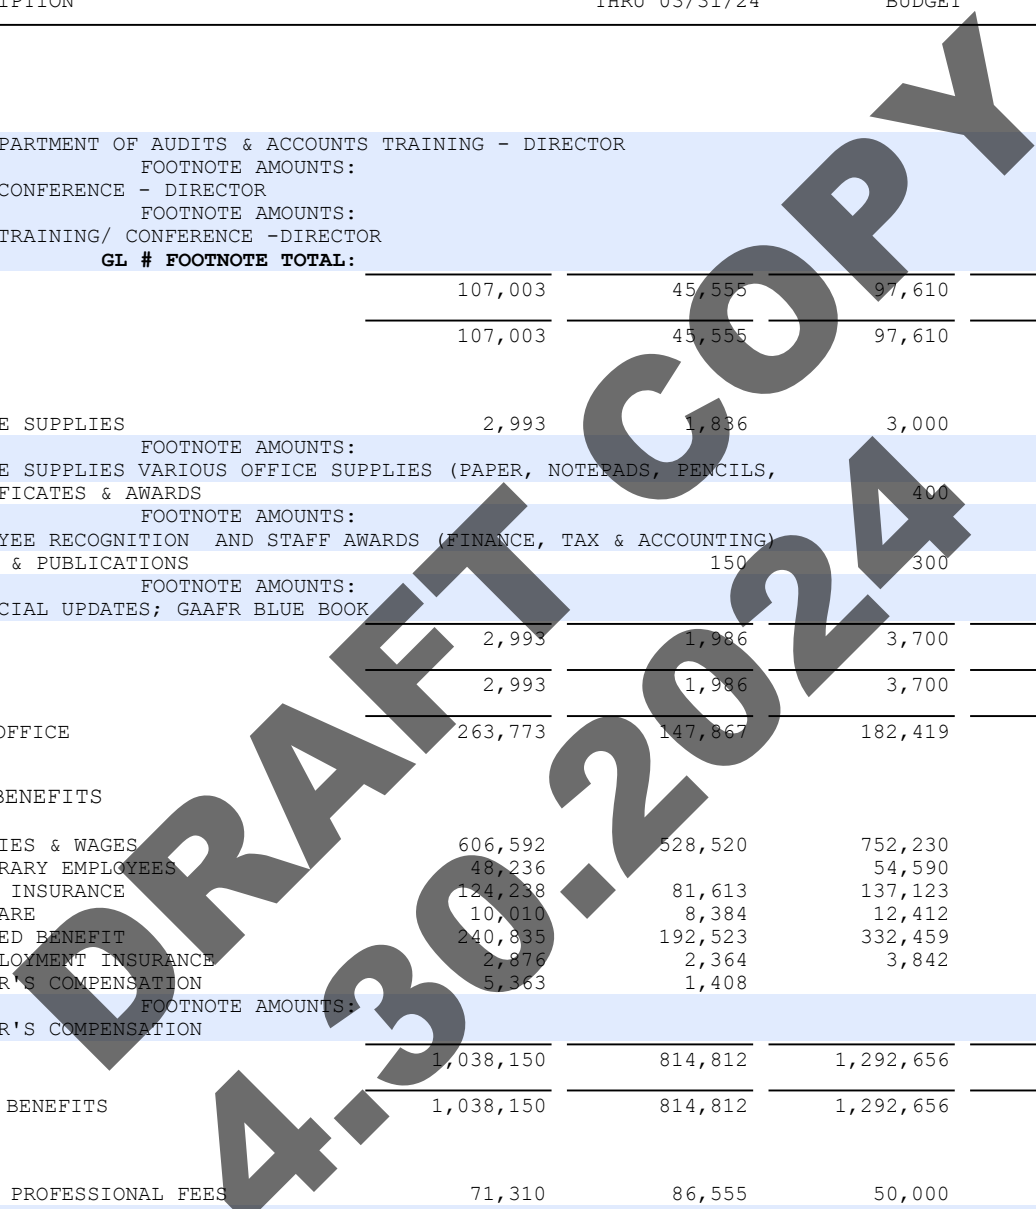 IPTION THRU 03/31/24 BUDGET
PARTMENT OF AUDITS & ACCOUNTS TRAINING - DIRECTOR
FOOTNOTE AMOUNTS:
CONFERENCE - DIRECTOR
FOOTNOTE AMOUNTS:
TRAINING/ CONFERENCE -DIRECTOR
GL # FOOTNOTE TOTAL:
107,003 45,555 97,610
107,003 45,555 97,610
E SUPPLIES 2,993 1,836 3,000
FOOTNOTE AMOUNTS:
E SUPPLIES VARIOUS OFFICE SUPPLIES (PAPER, NOTEPADS, PENCILS,
FICATES & AWARDS 400
FOOTNOTE AMOUNTS:
YEE RECOGNITION AND STAFF AWARDS (FINANCE, TAX & ACCOUNTING)
& PUBLICATIONS 150 300
FOOTNOTE AMOUNTS:
CIAL UPDATES; GAAFR BLUE BOOK
2,993 1,986 3,700
2,993 1,986 3,700
OFFICE 263,773 147,867 182,419
BENEFITS
IES & WAGES 606,592 528,520 752,230
RARY EMPLOYEES 48,236 54,590
INSURANCE 124,238 81,613 137,123
ARE 10,010 8,384 12,412
ED BENEFIT 240,835 192,523 332,459
LOYMENT INSURANCE 2,876 2,364 3,842
R'S COMPENSATION 5,363 1,408
FOOTNOTE AMOUNTS:
R'S COMPENSATION
1,038,150 814,812 1,292,656
BENEFITS 1,038,150 814,812 1,292,656
PROFESSIONAL FEES 71,310 86,555 50,000
DRAFT COPY
4.30.2024